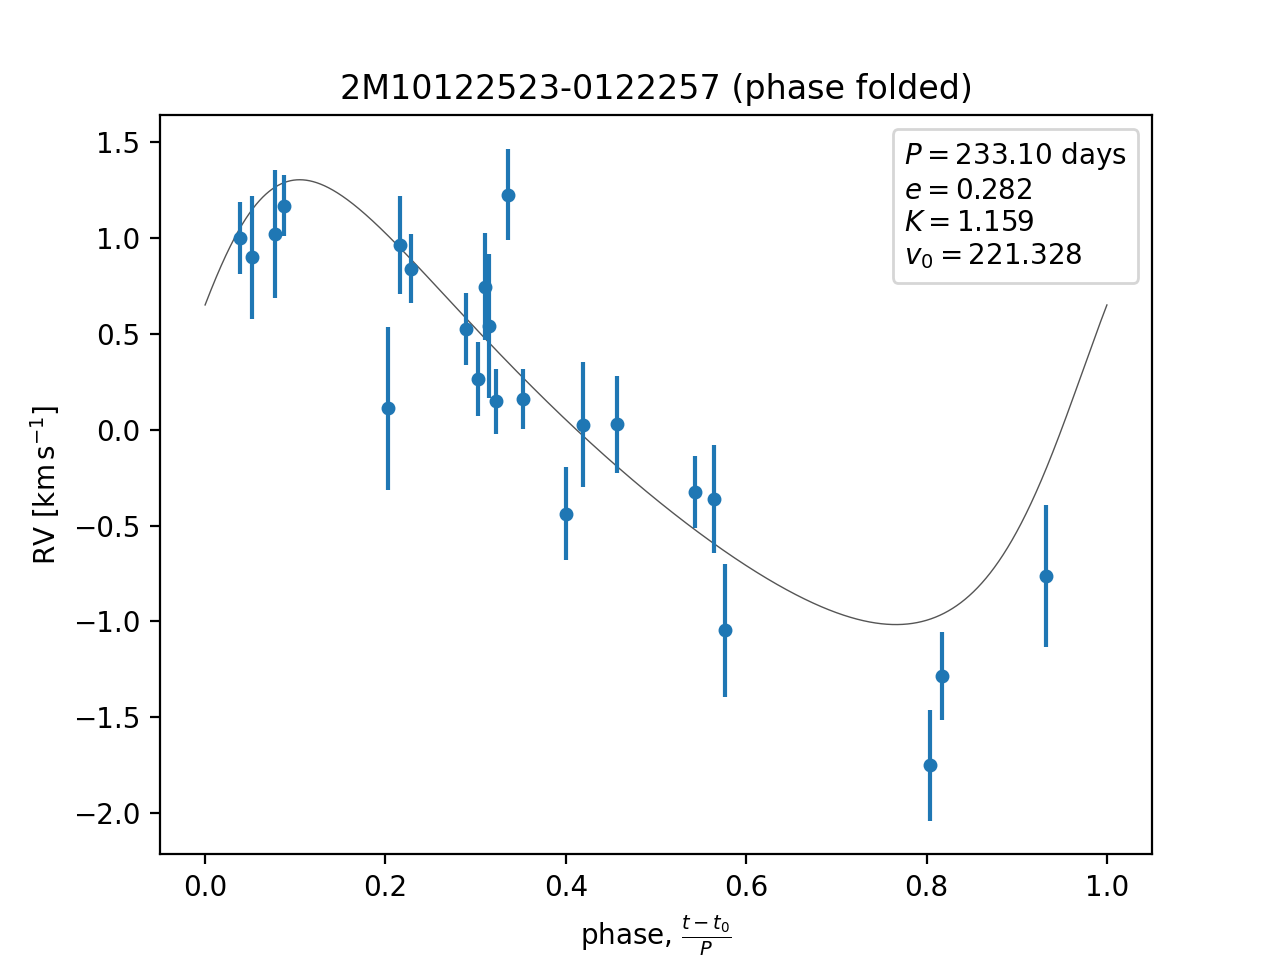 2M10122523-0122257 (phase folded)
P = 233.10 days
e = 0.282
K = 1.159
v₀ = 221.328
RV [km s⁻¹]
1.5
1.0
0.5
0.0
−0.5
−1.0
−1.5
−2.0
0.0 0.2 0.4 0.6 0.8 1.0
phase, (t − t₀)/P